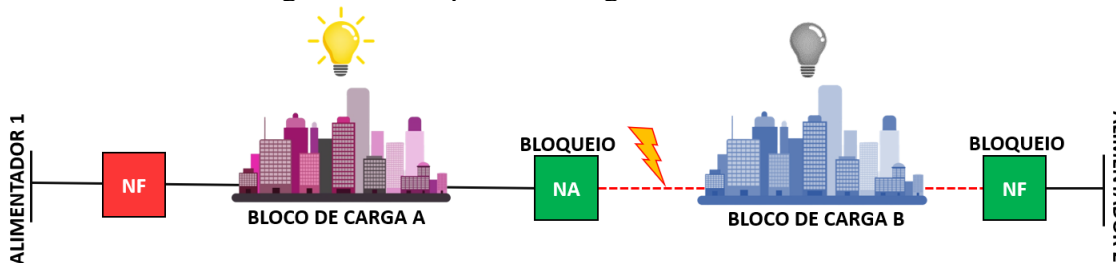 ALIMENTADOR 1
NF
BLOCO DE CARGA A
BLOQUEIO
NA
BLOCO DE CARGA B
BLOQUEIO
NF